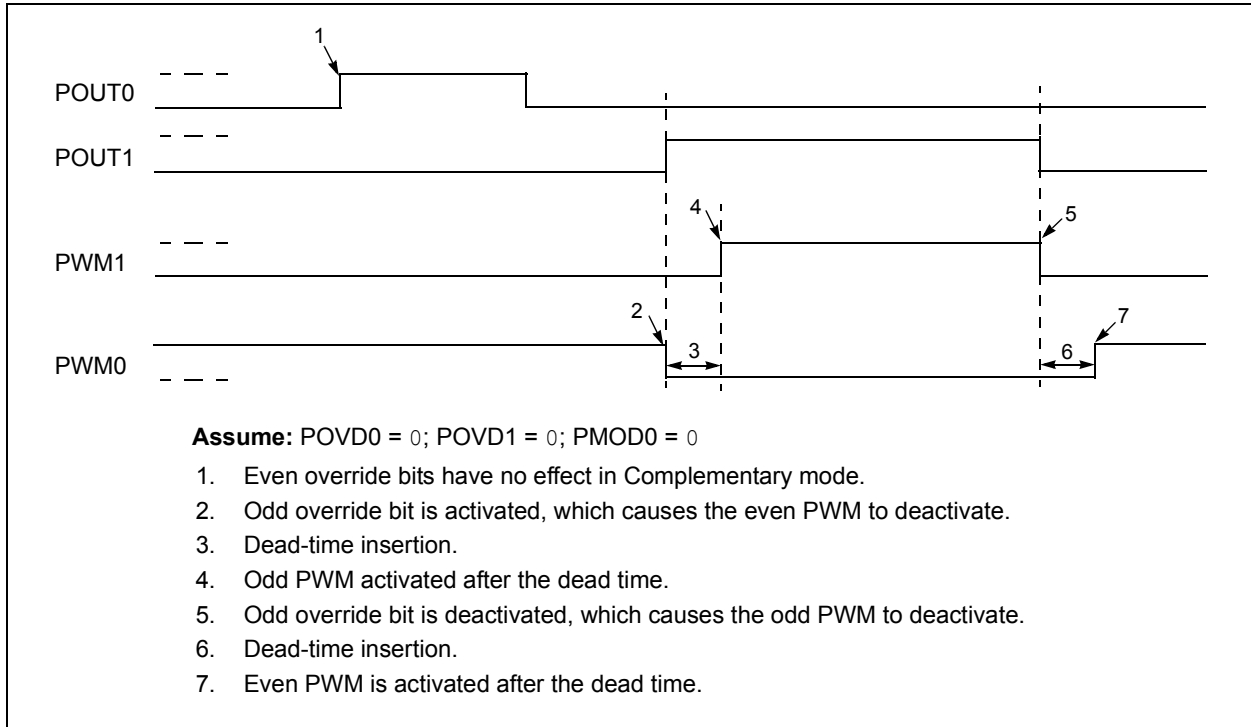 1
POUT0
POUT1
4
5
PWM1
2
7
3
6
PWM0
Assume: POVD0 = 0; POVD1 = 0; PMOD0 = 0
1. Even override bits have no effect in Complementary mode.
2. Odd override bit is activated, which causes the even PWM to deactivate.
3. Dead-time insertion.
4. Odd PWM activated after the dead time.
5. Odd override bit is deactivated, which causes the odd PWM to deactivate.
6. Dead-time insertion.
7. Even PWM is activated after the dead time.